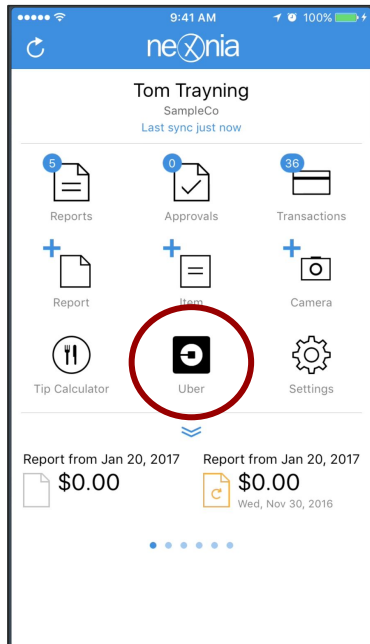 9:41 AM
100%
nexonia
Tom Trayning
SampleCo
Last sync just now
5
0
36
Reports
Approvals
Transactions
Report
Item
Camera
Tip Calculator
Uber
Settings
Report from Jan 20, 2017
Report from Jan 20, 2017
$0.00
$0.00
Wed, Nov 30, 2016